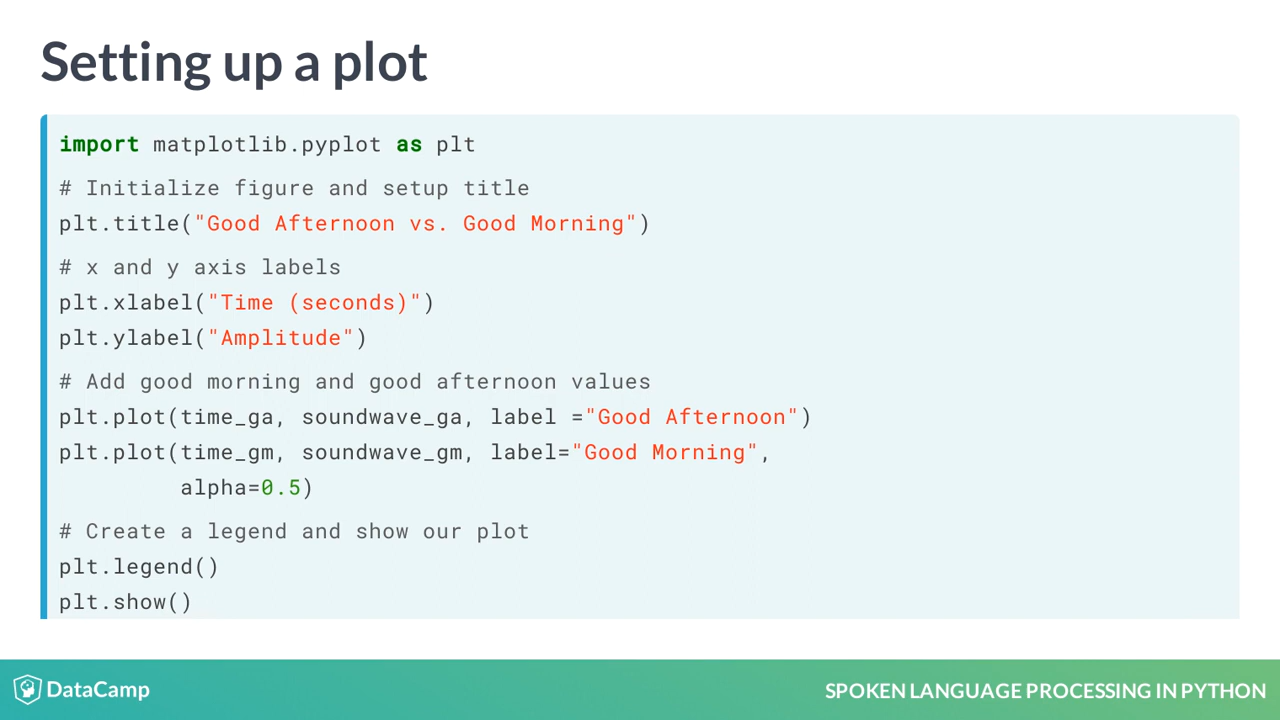 Setting up a plot
import matplotlib.pyplot as plt
# Initialize figure and setup title
plt.title("Good Afternoon vs. Good Morning")
# x and y axis labels
plt.xlabel("Time (seconds)")
plt.ylabel("Amplitude")
# Add good morning and good afternoon values
plt.plot(time_ga, soundwave_ga, label ="Good Afternoon")
plt.plot(time_gm, soundwave_gm, label="Good Morning",
         alpha=0.5)
# Create a legend and show our plot
plt.legend()
plt.show()
DataCamp
SPOKEN LANGUAGE PROCESSING IN PYTHON